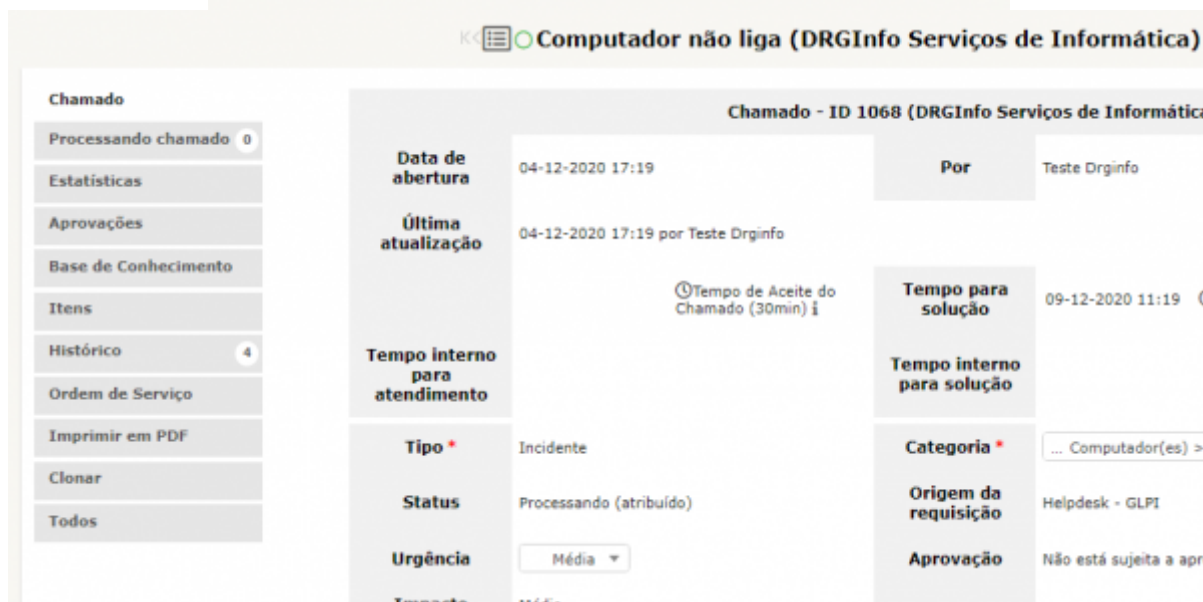 Computador não liga (DRGInfo Serviços de Informática)
Chamado
Processando chamado 0
Estatísticas
Aprovações
Base de Conhecimento
Itens
Histórico 4
Ordem de Serviço
Imprimir em PDF
Clonar
Todos
Chamado - ID 1068 (DRGInfo Serviços de Informática
Data de
abertura
04-12-2020 17:19
Por
Teste Drginfo
Última
atualização
04-12-2020 17:19 por Teste Drginfo
Tempo de Aceite do
Chamado (30min)
Tempo para
solução
09-12-2020 11:19
Tempo interno
para
atendimento
Tempo interno
para solução
Tipo *
Incidente
Categoria *
... Computador(es) >
Status
Processando (atribuído)
Origem da
requisição
Helpdesk - GLPI
Urgência
Média
Aprovação
Não está sujeita a apr
Impacto
Média